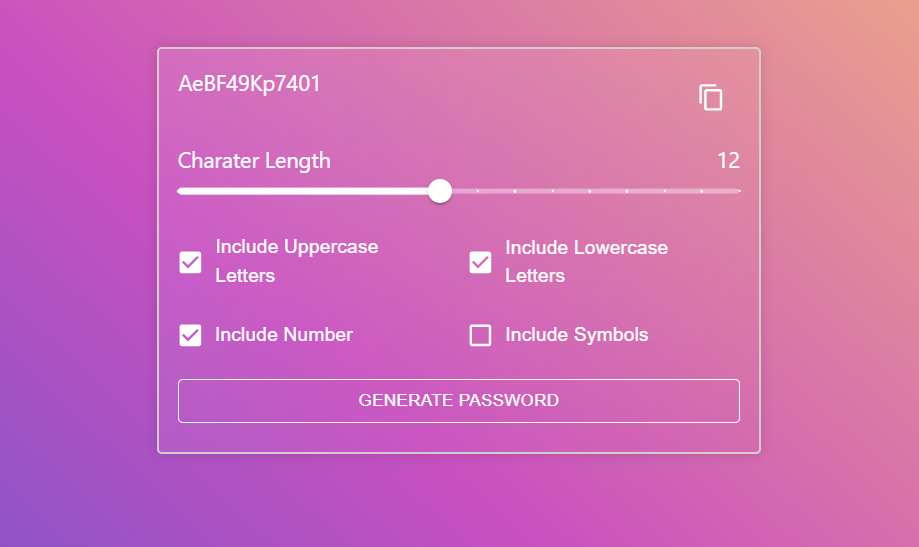 AeBF49Kp7401
Charater Length 12
Include Uppercase
Letters
Include Lowercase
Letters
Include Number
Include Symbols
GENERATE PASSWORD